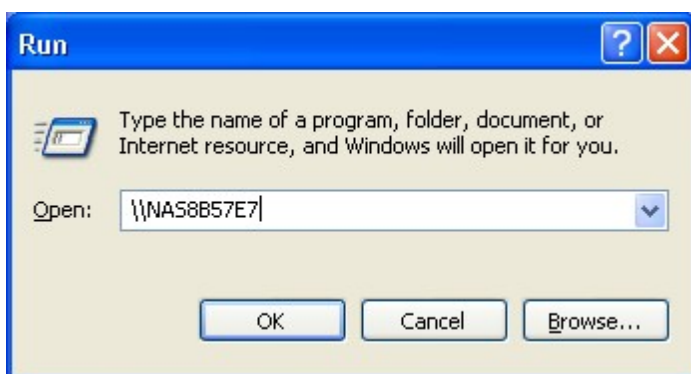 Run
Type the name of a program, folder, document, or
Internet resource, and Windows will open it for you.
Open: \\NAS8B57E7
OK Cancel Browse...